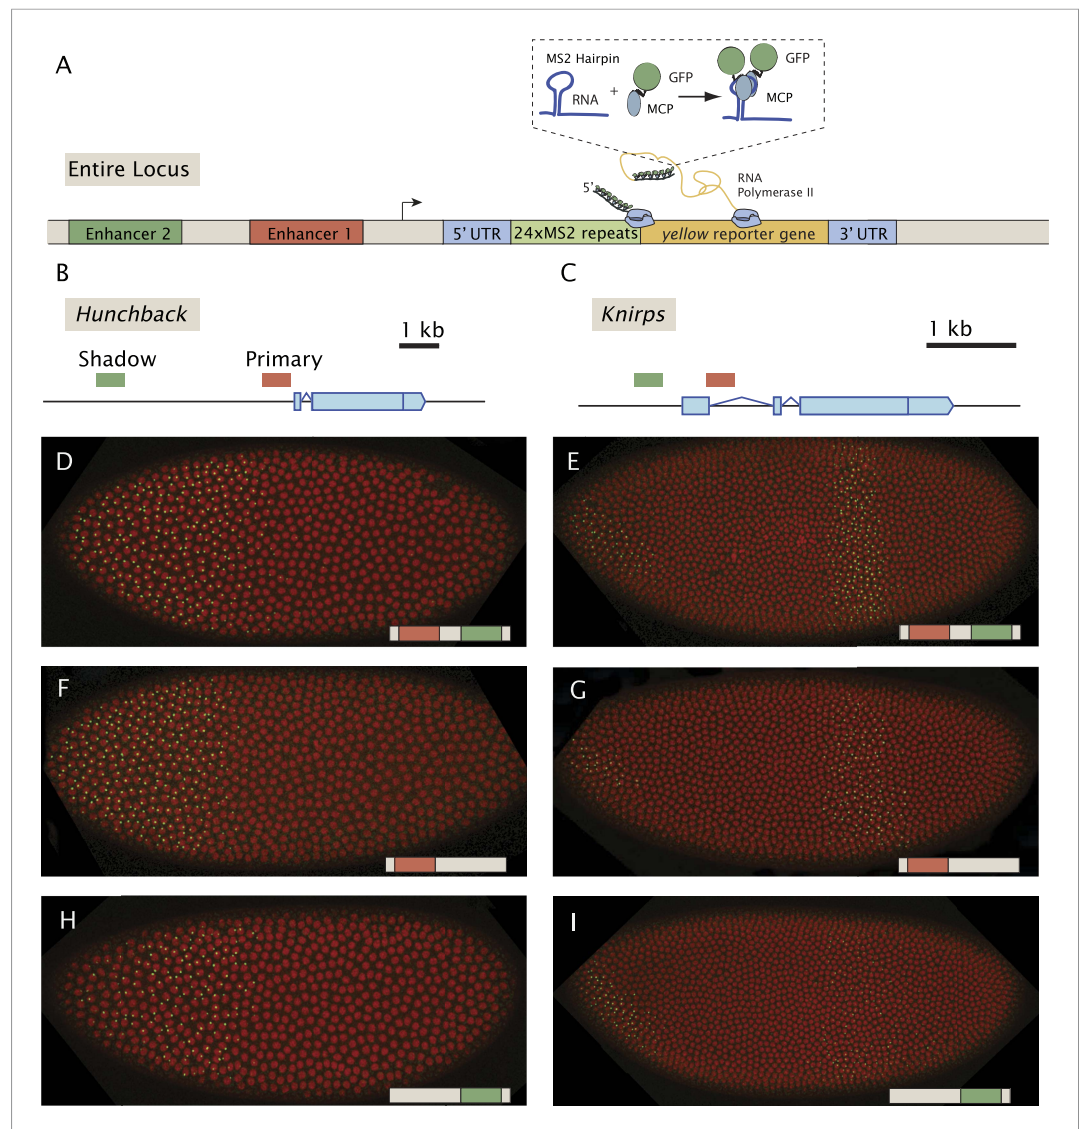 A
MS2 Hairpin
RNA
+
GFP
MCP
GFP
MCP
Entire Locus
5'
RNA
Polymerase II
Enhancer 2
Enhancer 1
5' UTR
24xMS2 repeats
yellow reporter gene
3' UTR
B
Hunchback
1 kb
Shadow
Primary
C
Knirps
1 kb
D
E
F
G
H
I